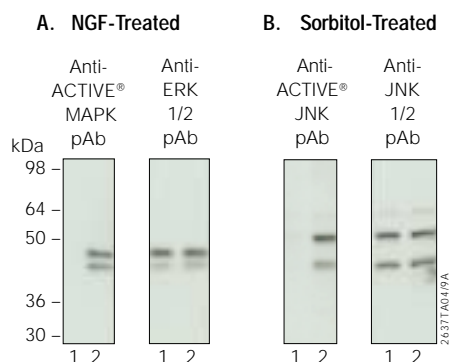 A. NGF-Treated
B. Sorbitol-Treated
Anti-
ACTIVE®
MAPK
pAb
Anti-
ERK
1/2
pAb
Anti-
ACTIVE®
JNK
pAb
Anti-
JNK
1/2
pAb
kDa
98 –
64 –
50 –
36 –
30 –
1 2
1 2
1 2
1 2
2637TA04/9A